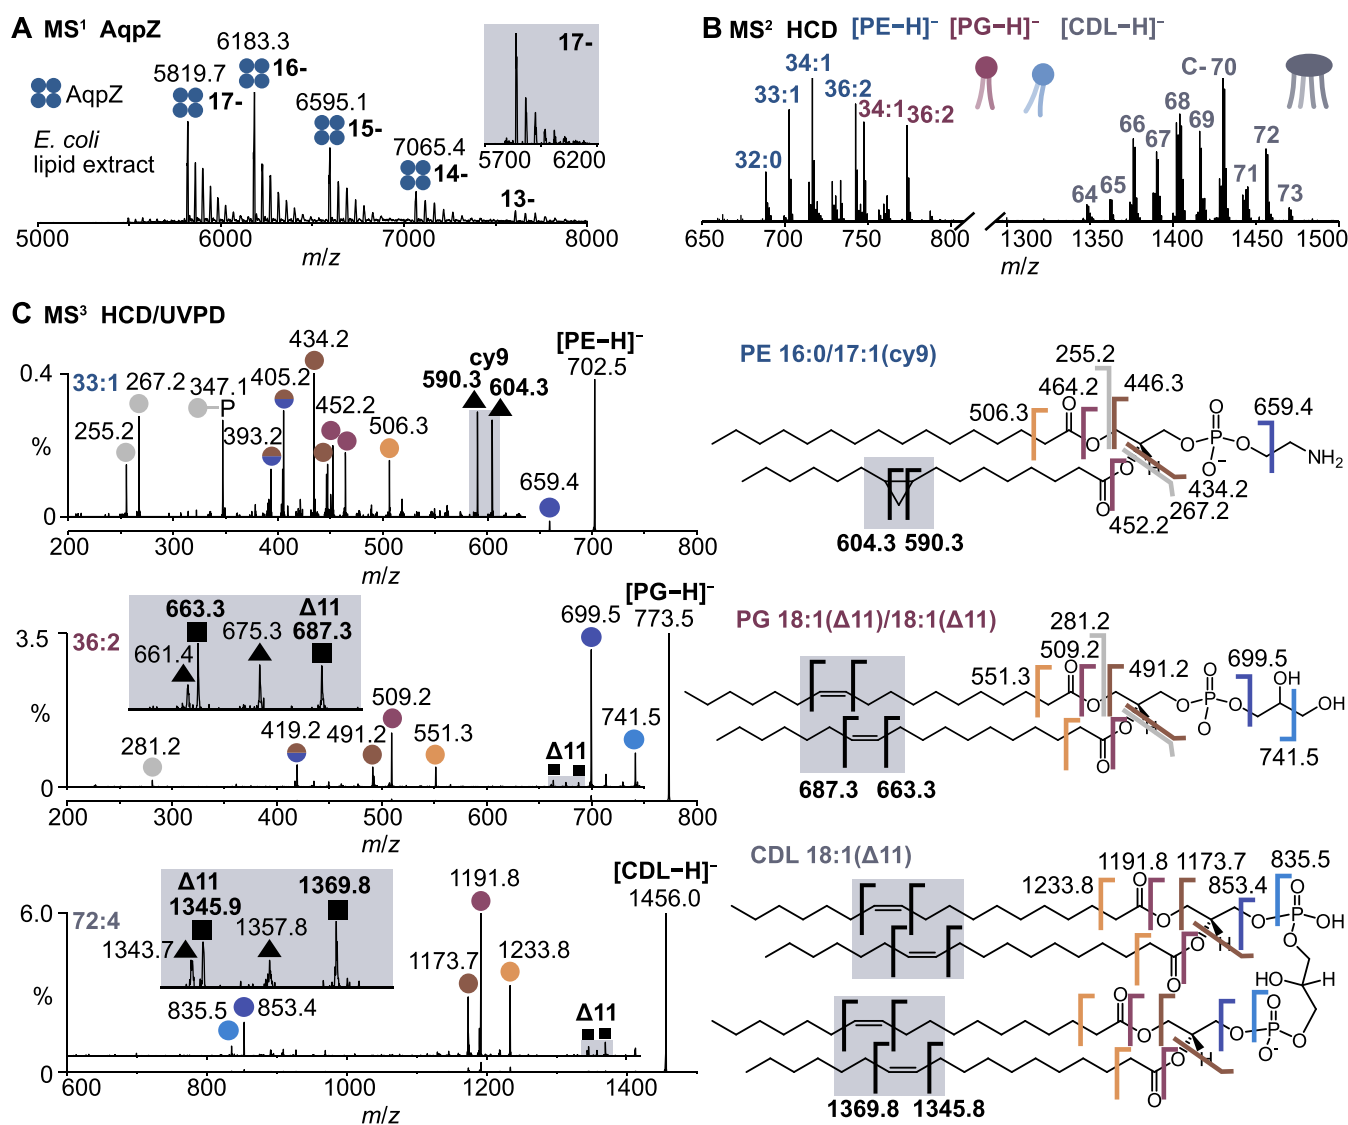 A MS¹ AqpZ
AqpZ
E. coli
lipid extract
5819.7
17-
6183.3
16-
6595.1
15-
7065.4
14-
13-
17-
5700 6200
5000 6000 7000 8000
m/z
B MS² HCD [PE–H]⁻ [PG–H]⁻ [CDL–H]⁻
32:0
33:1
34:1
36:2
34:1
36:2
64
65
66
67
68
69
C-70
71
72
73
650 700 750 800 1300 1350 1400 1450 1500
m/z
C MS³ HCD/UVPD
[PE–H]⁻
702.5
0.4
%
0
33:1
255.2
267.2
347.1
P
393.2
405.2
434.2
452.2
506.3
cy9
590.3
604.3
659.4
200 300 400 500 600 700 800
m/z
PE 16:0/17:1(cy9)
255.2
464.2
446.3
506.3
659.4
O
O
O
O
P
O
O
O⁻
H
O
NH₂
434.2
267.2
452.2
604.3 590.3
[PG–H]⁻
773.5
3.5
%
0
36:2
661.4
663.3
675.3
Δ11
687.3
281.2
419.2
491.2
509.2
551.3
Δ11
699.5
741.5
200 300 400 500 600 700 800
m/z
PG 18:1(Δ11)/18:1(Δ11)
281.2
509.2
551.3
491.2
699.5
O
O
O
O
P
O
O
O
H
O
OH
OH
741.5
687.3 663.3
[CDL–H]⁻
1456.0
6.0
%
0
72:4
1343.7
Δ11
1345.9
1357.8
1369.8
835.5
853.4
1173.7
1191.8
1233.8
Δ11
600 800 1000 1200 1400
m/z
CDL 18:1(Δ11)
1191.8 1173.7 835.5
1233.8
853.4
O
O
O
O
P
OH
O
O
H
O
HO
H
O
O
O
O
P
O
O⁻
O
H
O
1369.8 1345.8